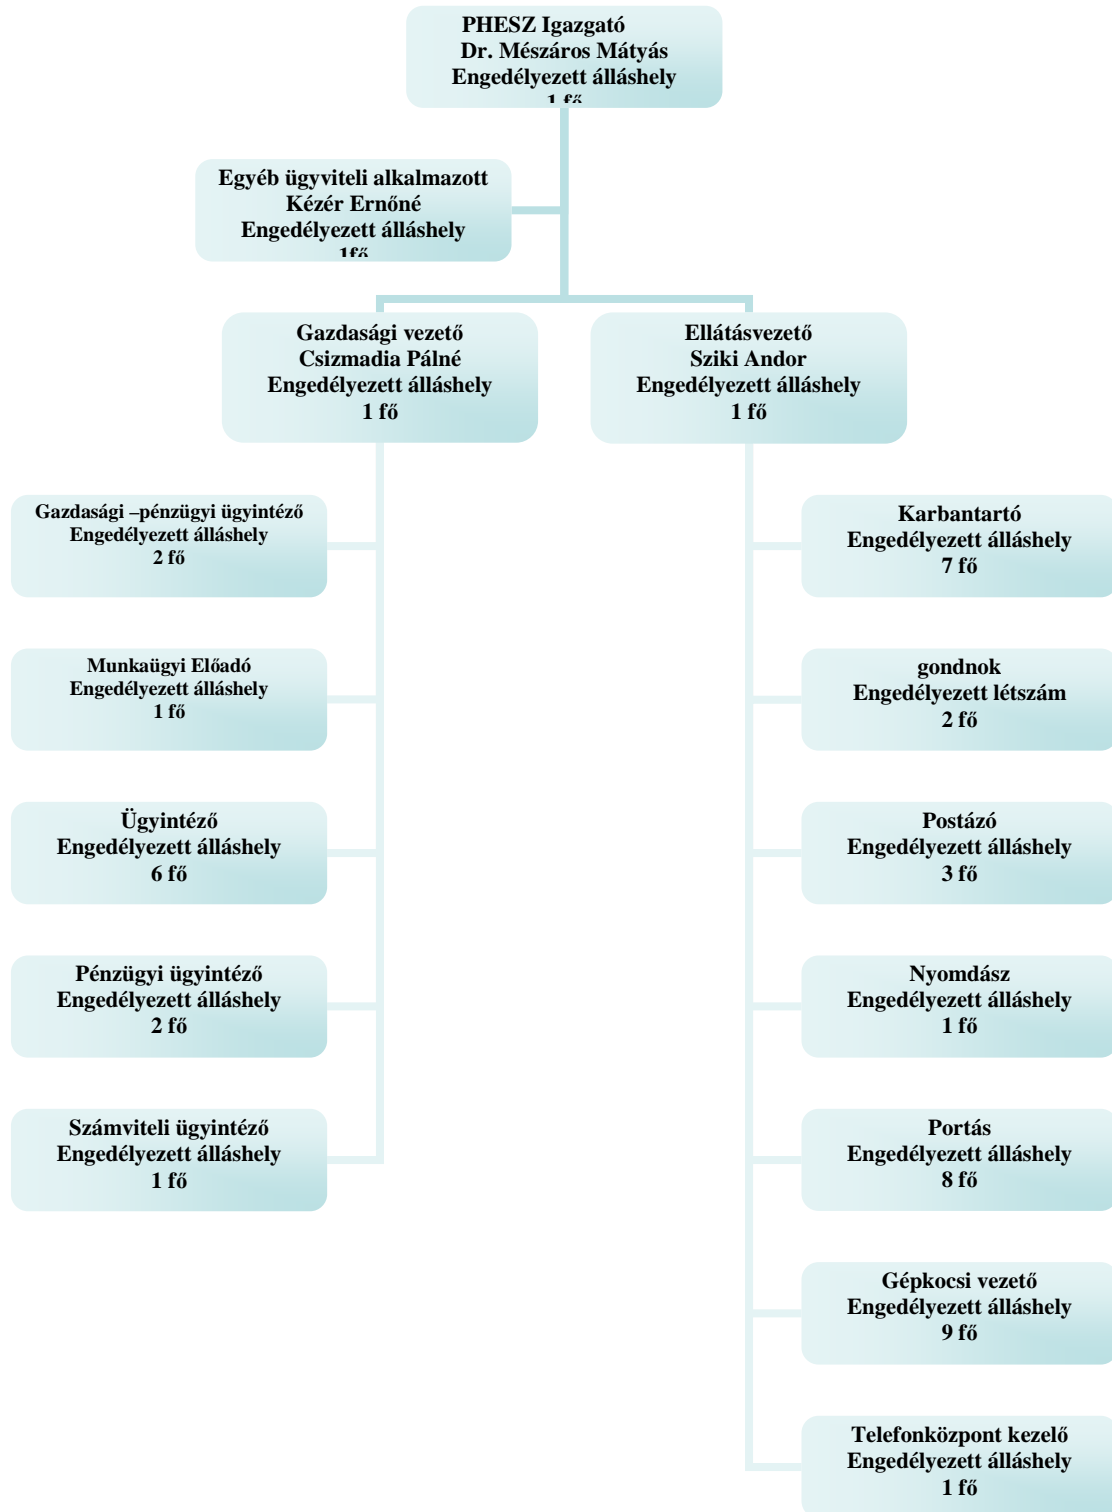 PHESZ Igazgató
Dr. Mészáros Mátyás
Engedélyezett álláshely
1 fő
Egyéb ügyviteli alkalmazott
Kézér Ernőné
Engedélyezett álláshely
1fő
Gazdasági vezető
Csizmadia Pálné
Engedélyezett álláshely
1 fő
Ellátásvezető
Sziki Andor
Engedélyezett álláshely
1 fő
Gazdasági –pénzügyi ügyintéző
Engedélyezett álláshely
2 fő
Munkaügyi Előadó
Engedélyezett álláshely
1 fő
Ügyintéző
Engedélyezett álláshely
6 fő
Pénzügyi ügyintéző
Engedélyezett álláshely
2 fő
Számviteli ügyintéző
Engedélyezett álláshely
1 fő
Karbantartó
Engedélyezett álláshely
7 fő
gondnok
Engedélyezett létszám
2 fő
Postázó
Engedélyezett álláshely
3 fő
Nyomdász
Engedélyezett álláshely
1 fő
Portás
Engedélyezett álláshely
8 fő
Gépkocsi vezető
Engedélyezett álláshely
9 fő
Telefonközpont kezelő
Engedélyezett álláshely
1 fő